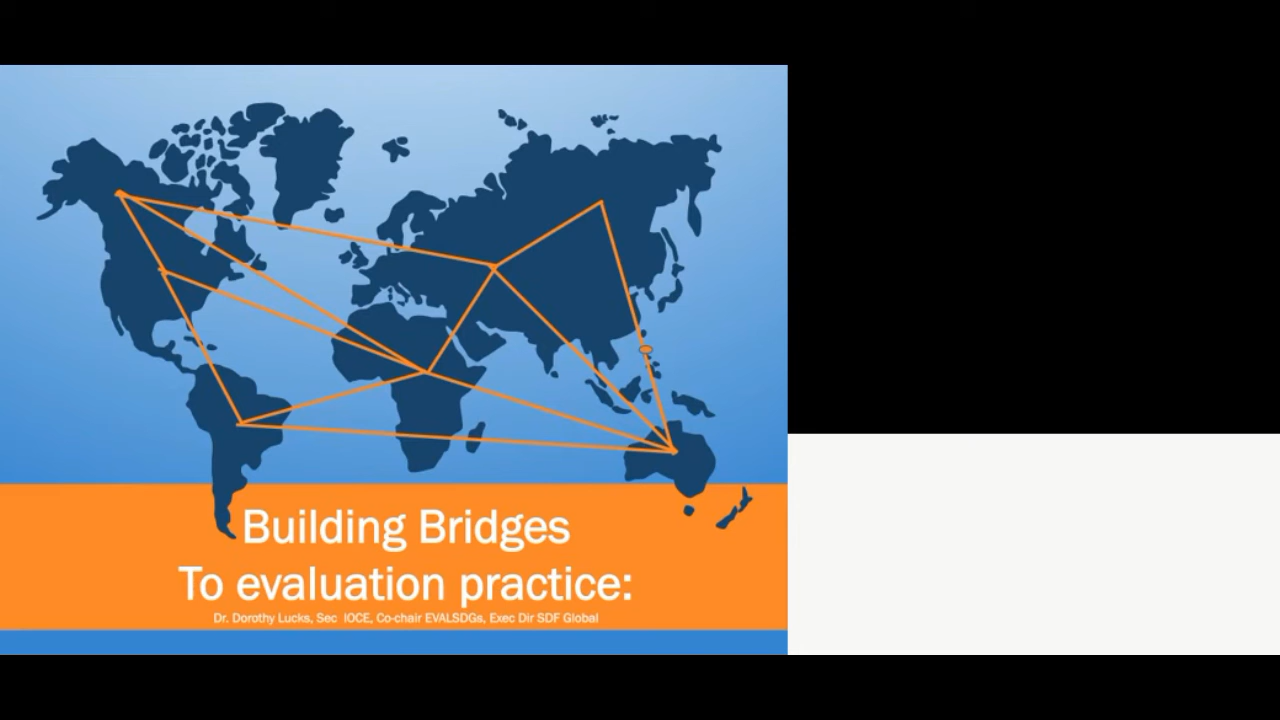 Building Bridges
To evaluation practice:
Dr. Dorothy Lucks, Sec IOCE, Co-chair EVALSDGs, Exec Dir SDF Global